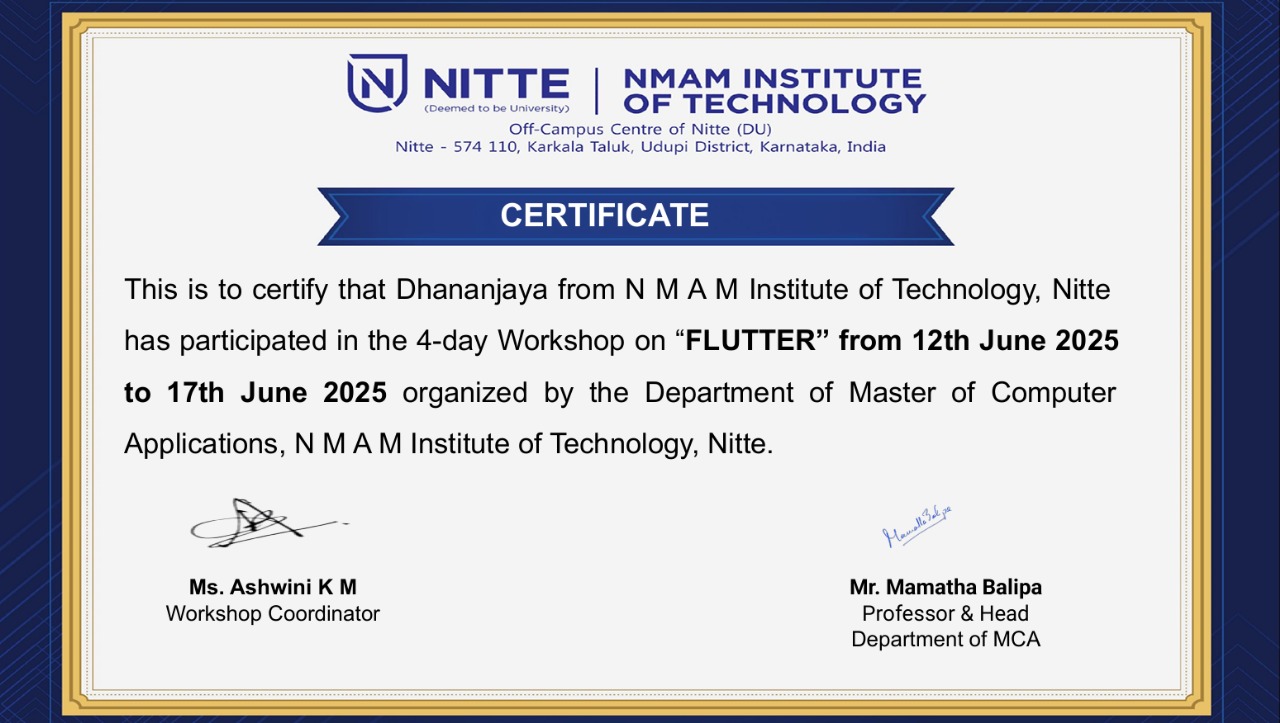 N NITTE
(Deemed to be University)
NMAM INSTITUTE
OF TECHNOLOGY
Off-Campus Centre of Nitte (DU)
Nitte - 574 110, Karkala Taluk, Udupi District, Karnataka, India
CERTIFICATE
This is to certify that Dhananjaya from N M A M Institute of Technology, Nitte
has participated in the 4-day Workshop on “FLUTTER” from 12th June 2025
to 17th June 2025 organized by the Department of Master of Computer
Applications, N M A M Institute of Technology, Nitte.
Ms. Ashwini K M
Workshop Coordinator
Mamatha Balipa
Mr. Mamatha Balipa
Professor & Head
Department of MCA